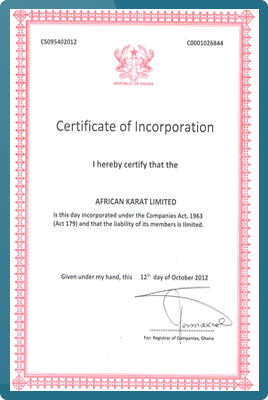 CS095402012 C0001026844
REPUBLIC OF GHANA
Certificate of Incorporation
I hereby certify that the
AFRICAN KARAT LIMITED
is this day incorporated under the Companies Act, 1963
(Act 179) and that the liability of its members is limited.
Given under my hand, this 12th day of October 2012
For: Registrar of Companies, Ghana